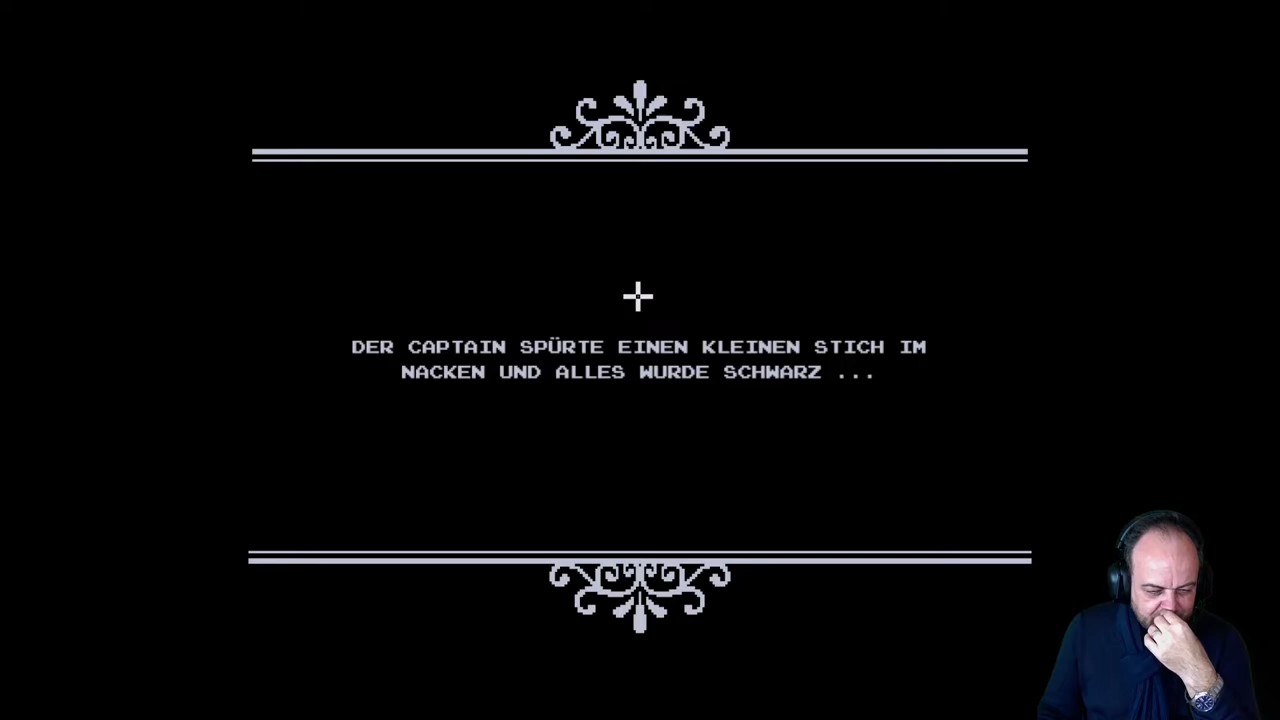 DER CAPTAIN SPÜRTE EINEN KLEINEN STICH IM
NACKEN UND ALLES WURDE SCHWARZ ...